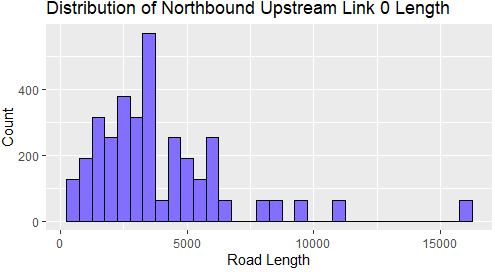 Distribution of Northbound Upstream Link 0 Length
Count
400
200
0
0 5000 10000 15000
Road Length